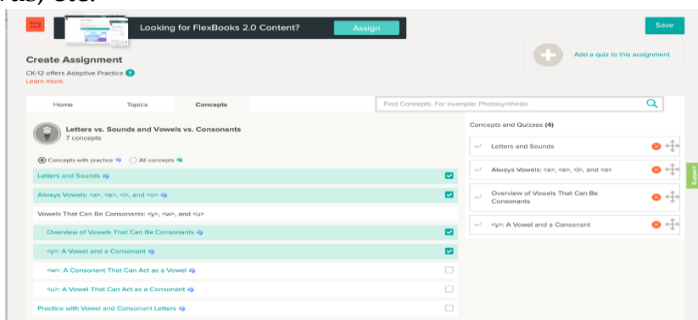 Looking for FlexBooks 2.0 Content?
Assign
Save
Create Assignment
CK-12 offers Adaptive Practice ?
Learn more.
Add a quiz to this assignment
Home Topics Concepts
Find Concepts. For example: Photosynthesis
Letters vs. Sounds and Vowels vs. Consonants
7 concepts
Concepts with practice All concepts
Letters and Sounds
Always Vowels: <a>, <e>, <i>, and <o>
Vowels That Can Be Consonants: <y>, <w>, and <u>
Overview of Vowels That Can Be Consonants
<y>: A Vowel and a Consonant
<w>: A Consonant That Can Act as a Vowel
<u>: A Vowel That Can Act as a Consonant
Practice with Vowel and Consonant Letters
Concepts and Quizzes (4)
Letters and Sounds
Always Vowels: <a>, <e>, <i>, and <o>
Overview of Vowels That Can Be
Consonants
<y>: A Vowel and a Consonant
Support